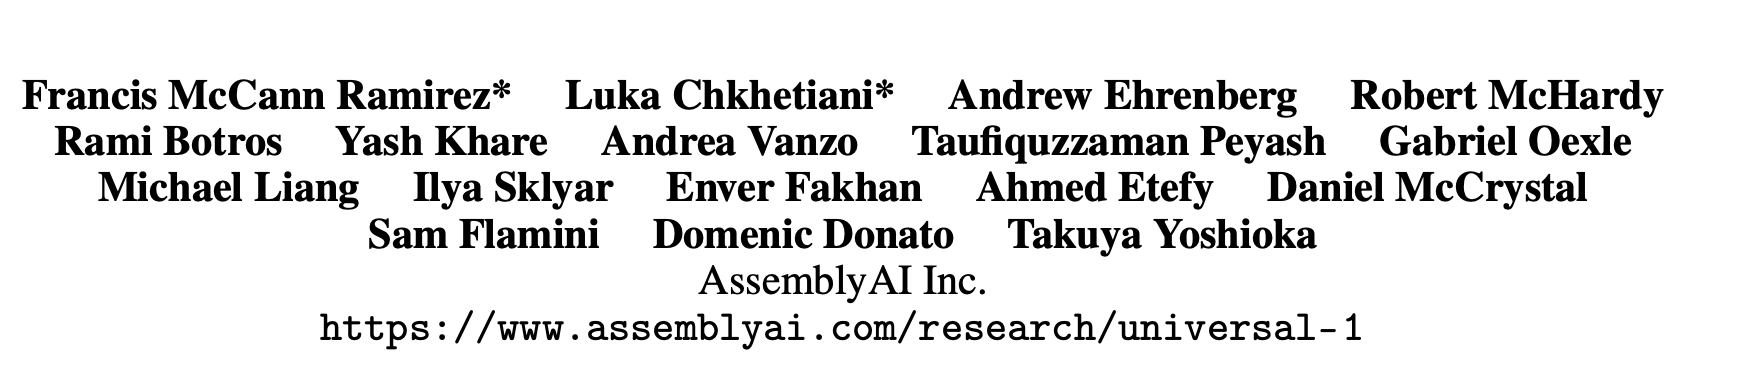 Francis McCann Ramirez* Luka Chkhetiani* Andrew Ehrenberg Robert McHardy
Rami Botros Yash Khare Andrea Vanzo Taufiquzzaman Peyash Gabriel Oexle
Michael Liang Ilya Sklyar Enver Fakhan Ahmed Etefy Daniel McCrystal
Sam Flamini Domenic Donato Takuya Yoshioka
AssemblyAI Inc.
https://www.assemblyai.com/research/universal-1